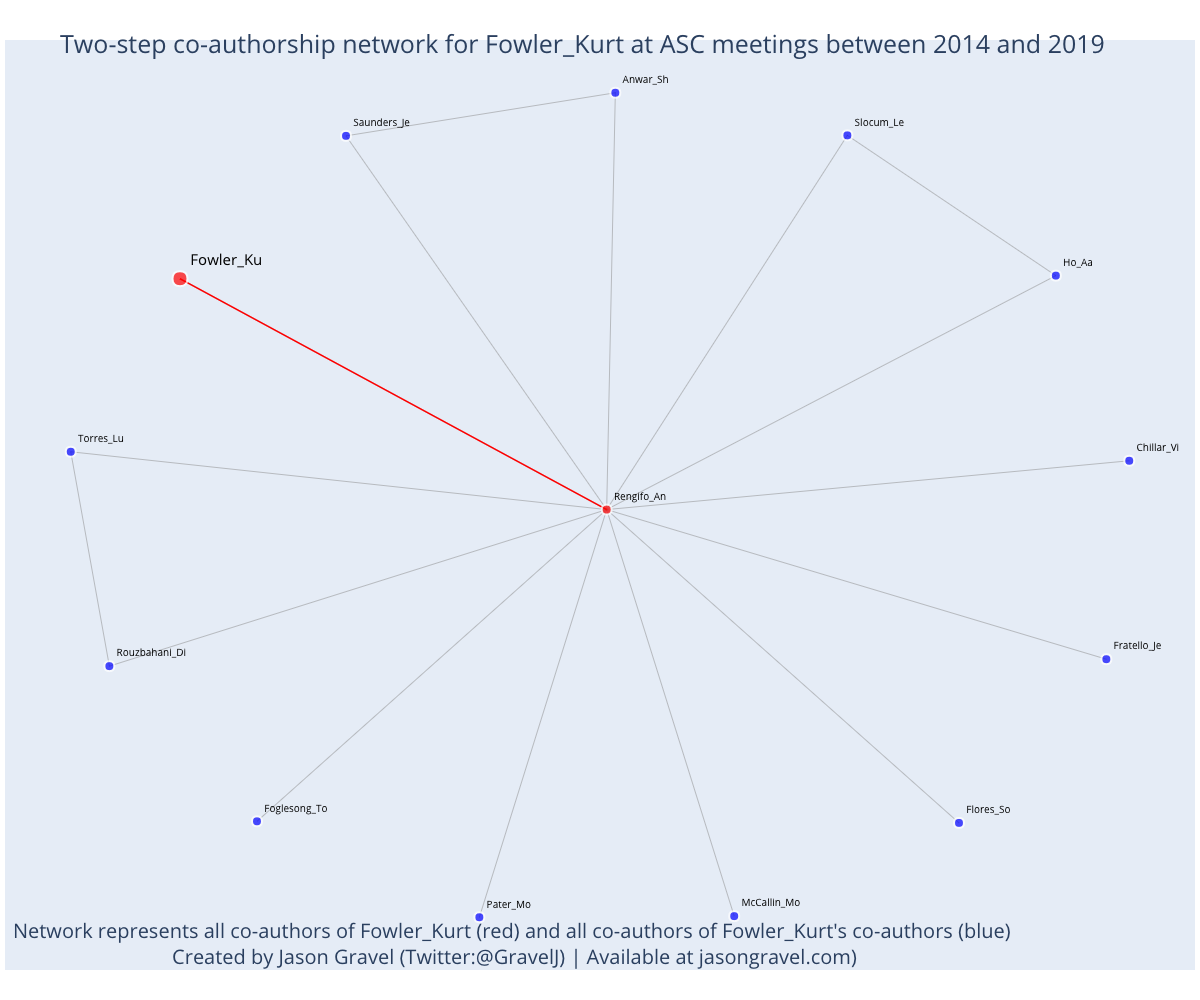 Two-step co-authorship network for Fowler_Kurt at ASC meetings between 2014 and 2019
Anwar_Sh
Saunders_Je
Slocum_Le
Fowler_Ku
Ho_Aa
Torres_Lu
Chillar_Vi
Rengifo_An
Rouzbahani_Di
Fratello_Je
Foglesong_To
Flores_So
Pater_Mo
McCallin_Mo
Network represents all co-authors of Fowler_Kurt (red) and all co-authors of Fowler_Kurt's co-authors (blue)
Created by Jason Gravel (Twitter:@GravelJ) | Available at jasongravel.com)